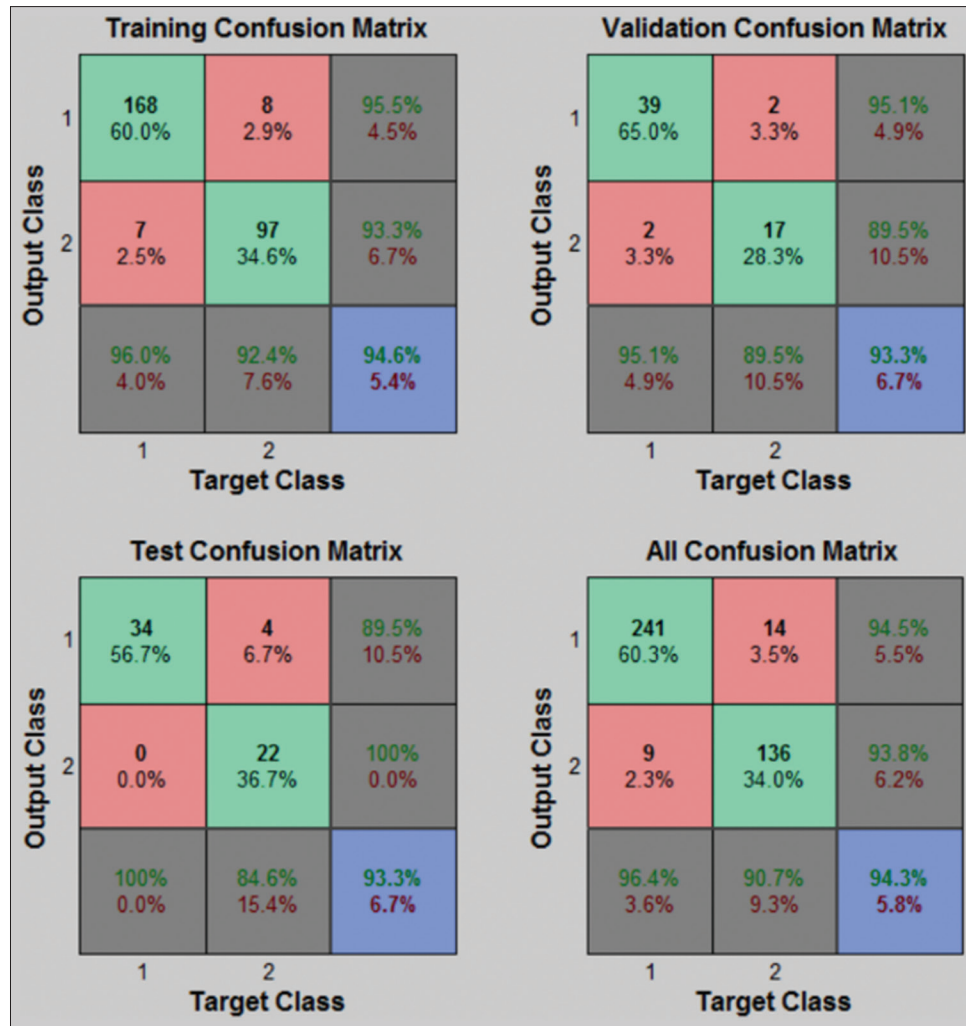 Training Confusion Matrix
168 8 95.5%
60.0% 2.9% 4.5%
1
7 97 93.3%
2.5% 34.6% 6.7%
2
96.0% 92.4% 94.6%
4.0% 7.6% 5.4%
1 2
Target Class
Output Class
Validation Confusion Matrix
39 2 95.1%
65.0% 3.3% 4.9%
1
2 17 89.5%
3.3% 28.3% 10.5%
2
95.1% 89.5% 93.3%
4.9% 10.5% 6.7%
1 2
Target Class
Output Class
Test Confusion Matrix
34 4 89.5%
56.7% 6.7% 10.5%
1
0 22 100%
0.0% 36.7% 0.0%
2
100% 84.6% 93.3%
0.0% 15.4% 6.7%
1 2
Target Class
Output Class
All Confusion Matrix
241 14 94.5%
60.3% 3.5% 5.5%
1
9 136 93.8%
2.3% 34.0% 6.2%
2
96.4% 90.7% 94.3%
3.6% 9.3% 5.8%
1 2
Target Class
Output Class